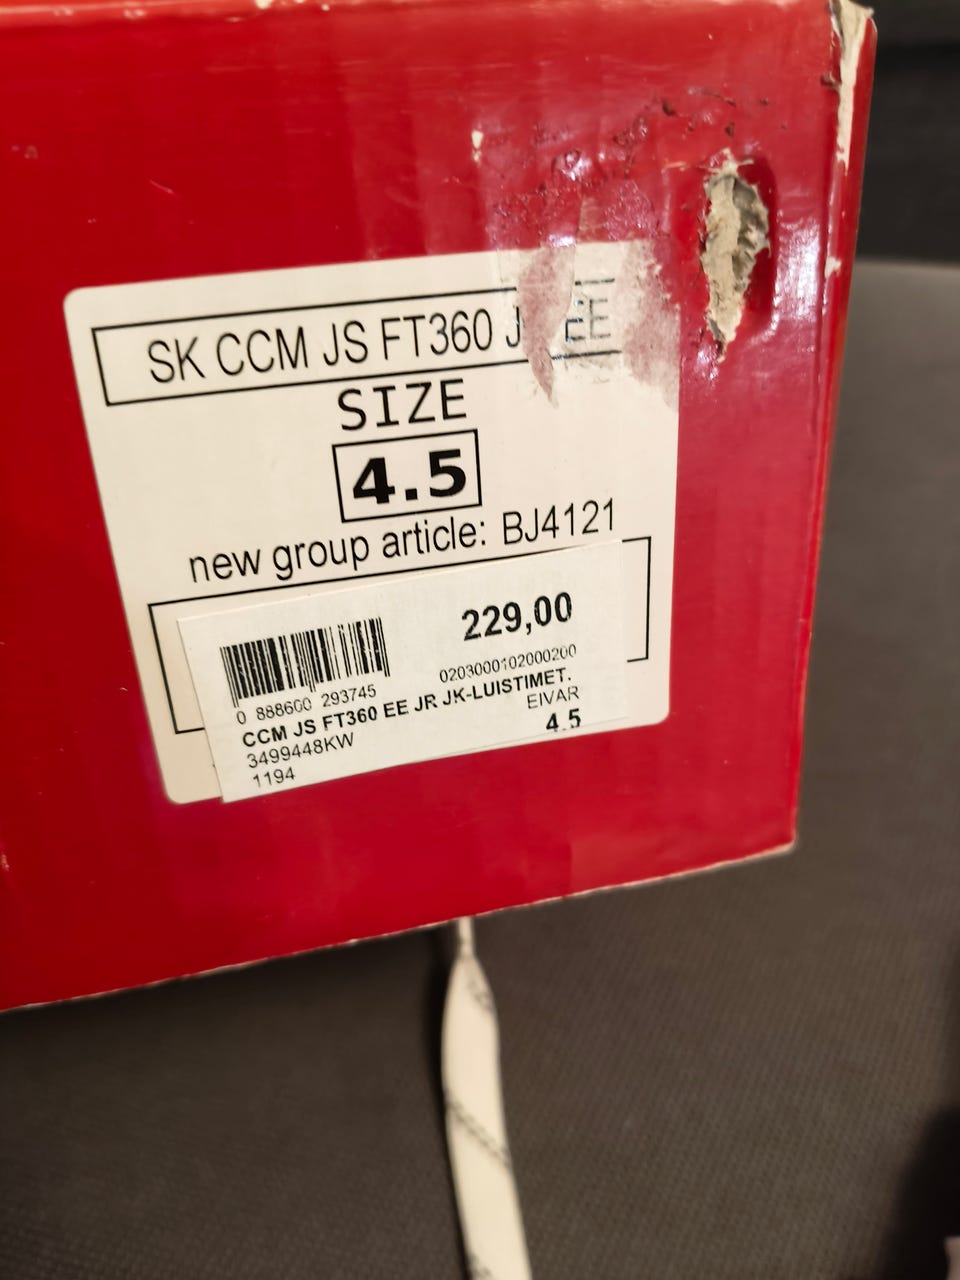 SK CCM JS FT360 J EE
SIZE
4.5
new group article: BJ4121
229,00
0203000102000200
0 888600 293745
CCM JS FT360 EE JR JK-LUISTIMET.
3499448KW
EIVAR
1194
4.5